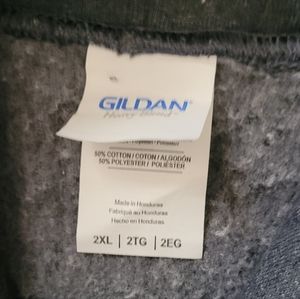 GILDAN
Heavy Blend
50% COTTON / COTON / ALGODÓN
50% POLYESTER / POLIÉSTER
Made in Honduras
Fabriqué au Honduras
Hecho en Honduras
2XL | 2TG | 2EG